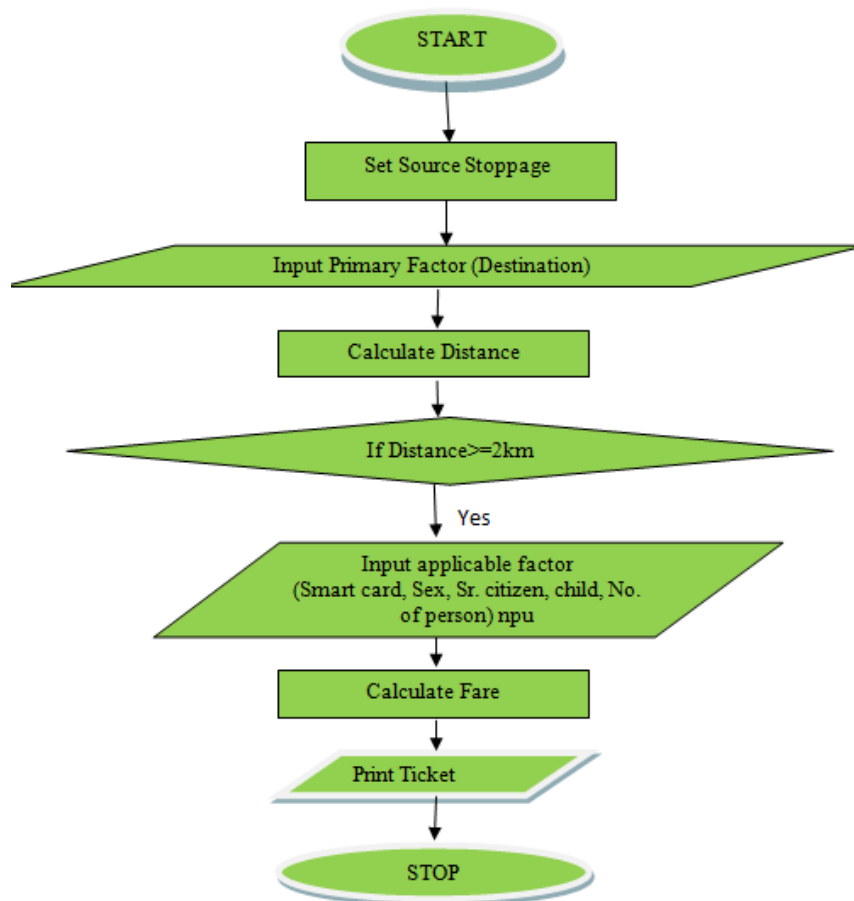 START
Set Source Stoppage
Input Primary Factor (Destination)
Calculate Distance
If Distance>=2km
Yes
Input applicable factor
(Smart card, Sex, Sr. citizen, child, No.
of person) npu
Calculate Fare
Print Ticket
STOP